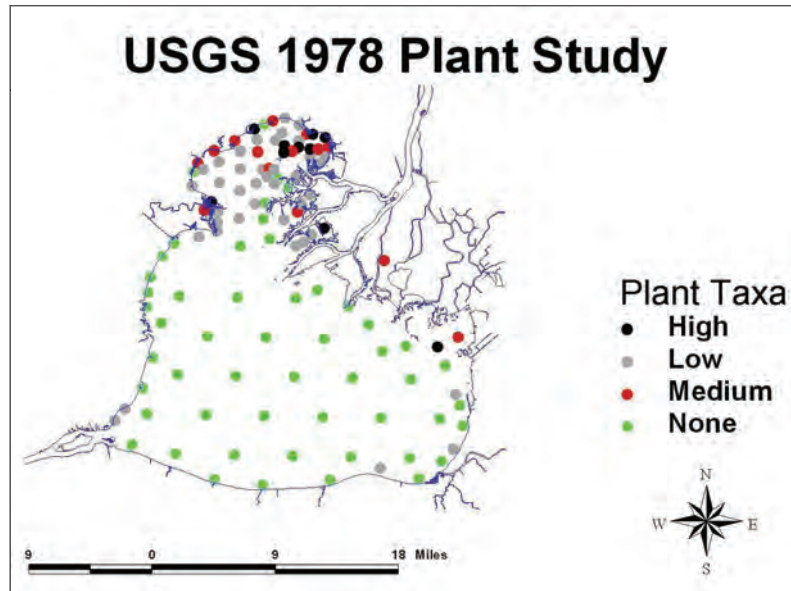 USGS 1978 Plant Study
Plant Taxa
High
Low
Medium
None
N
W E
S
9 0 9 18 Miles